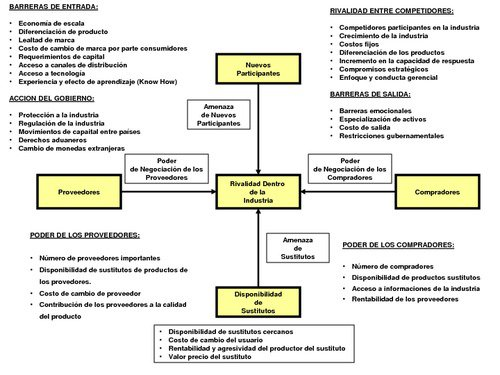 BARRERAS DE ENTRADA:
• Economía de escala
• Diferenciación de producto
• Lealtad de marca
• Costo de cambio de marca por parte consumidores
• Requerimientos de capital
• Acceso a canales de distribución
• Acceso a tecnología
• Experiencia y efecto de aprendizaje (Know How)
ACCION DEL GOBIERNO:
• Protección a la industria
• Regulación de la industria
• Movimientos de capaital entre países
• Derechos aduaneros
• Cambio de monedas extranjeras
RIVALIDAD ENTRE COMPETIDORES:
• Competidores participantes en la industria
• Crecimiento de la industria
• Costos fijos
• Diferenciación de los productos
• Incremento en la capacidad de respuesta
• Compromisos estratégicos
• Enfoque y conducta gerencial
BARRERAS DE SALIDA:
• Barreras emocionales
• Especialización de activos
• Costo de salida
• Restricciones gubernamentales
Nuevos
Participantes
Amenaza
de Nuevos
Participantes
Poder
de Negociación de los
Proveedores
Poder
de Negociación de los
Compradores
Proveedores
Rivalidad Dentro
de la
Industria
Compradores
Amenaza
de
Sustitutos
Disponibilidad
de
Sustitutos
PODER DE LOS PROVEEDORES:
• Número de proveedores importantes
• Disponibilidad de sustitutos de productos de
los proveedores.
• Costo de cambio de proveedor
• Contribución de los proveedores a la calidad
del producto
PODER DE LOS COMPRADORES:
• Número de compradores
• Disponibilidad productos sustitutos
• Acceso a informaciones de la industria
• Rentabilidad de los proveedores
• Disponibilidad de sustitutos cercanos
• Costo de cambio del usuario
• Rentabilidad y agresividad del productor del sustituto
• Valor precio del sustituto